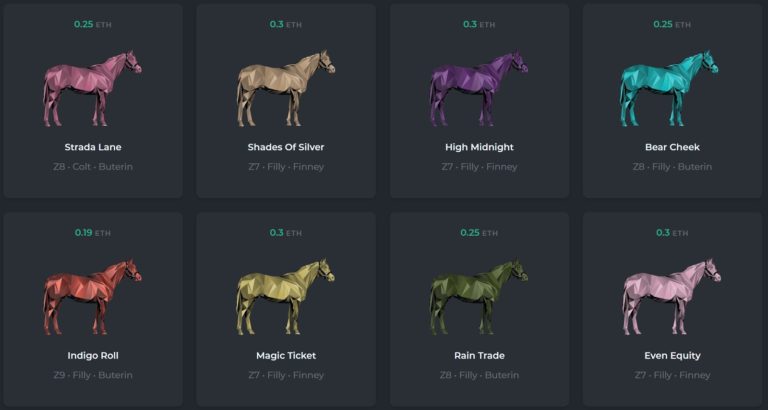 0.25 ETH
0.3 ETH
0.3 ETH
0.25 ETH
Strada Lane
Shades Of Silver
High Midnight
Bear Cheek
Z8 • Colt • Buterin
Z7 • Filly • Finney
Z7 • Filly • Finney
Z8 • Filly • Buterin
0.19 ETH
0.3 ETH
0.25 ETH
0.3 ETH
Indigo Roll
Magic Ticket
Rain Trade
Even Equity
Z9 • Filly • Buterin
Z7 • Filly • Finney
Z8 • Filly • Buterin
Z7 • Filly • Finney